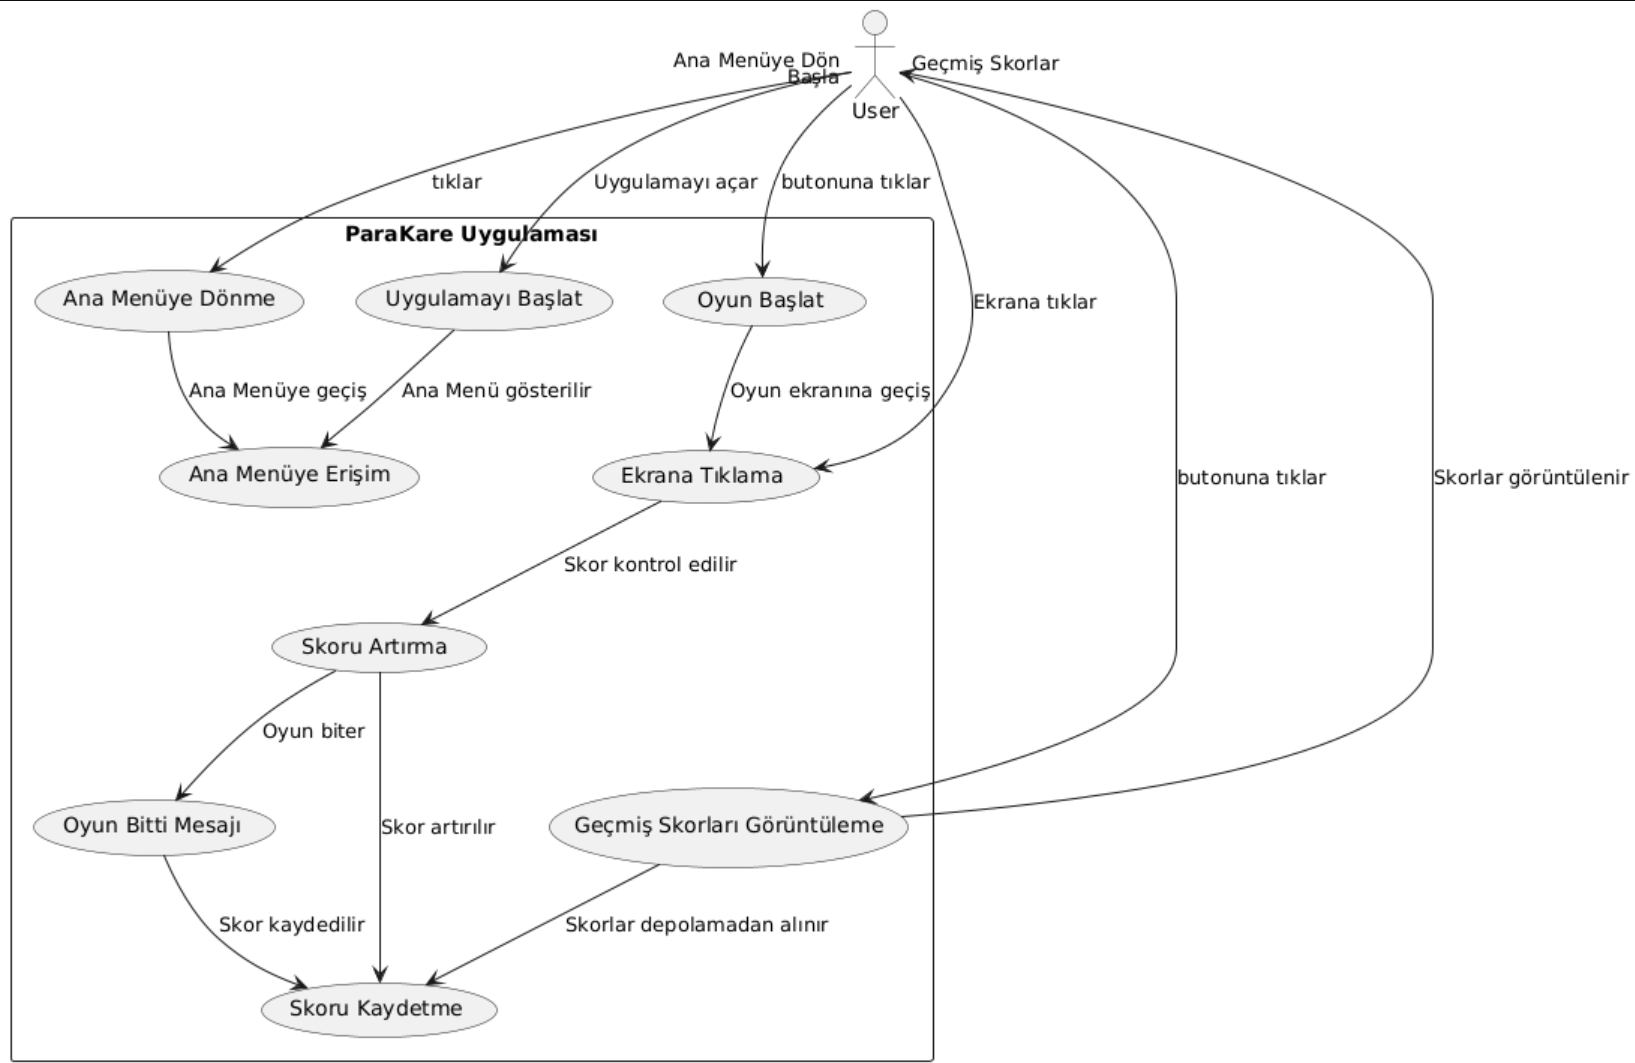 Ana Menüye Dön
Başla
Geçmiş Skorlar
User
tıklar
Uygulamayı açar
butonuna tıklar
ParaKare Uygulaması
Ana Menüye Dönme
Uygulamayı Başlat
Oyun Başlat
Ekrana tıklar
Ana Menüye geçiş
Ana Menü gösterilir
Oyun ekranına geçiş
Ana Menüye Erişim
Ekrana Tıklama
butonuna tıklar
Skorlar görüntülenir
Skor kontrol edilir
Skoru Artırma
Oyun biter
Oyun Bitti Mesajı
Skor artırılır
Geçmiş Skorları Görüntüleme
Skor kaydedilir
Skorlar depolamadan alınır
Skoru Kaydetme